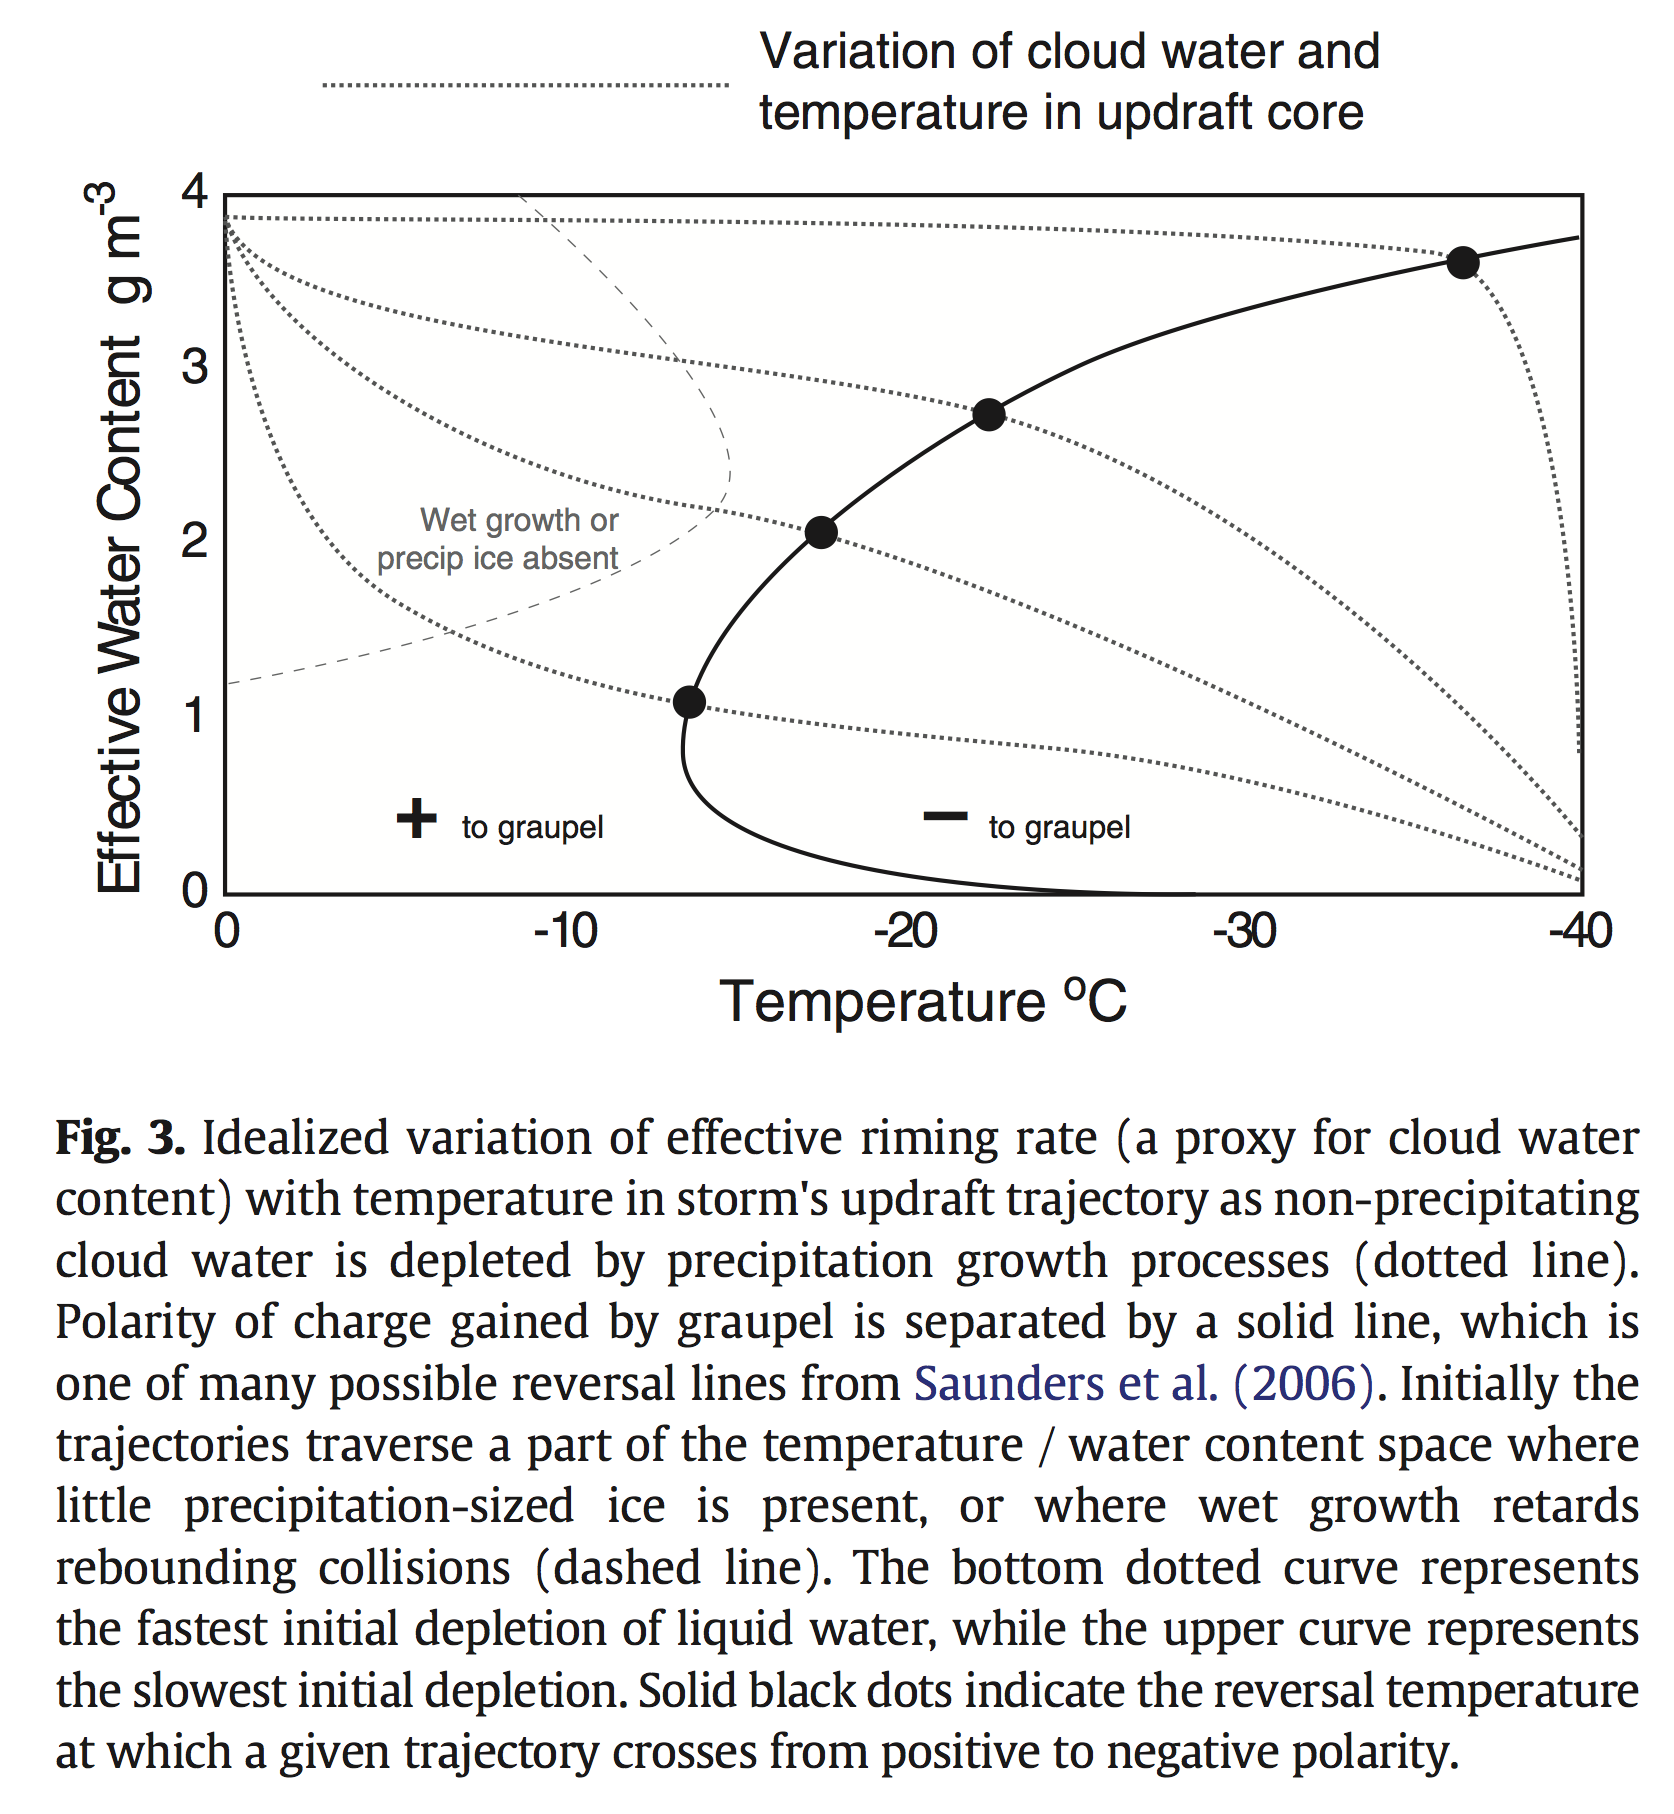 Variation of cloud water and
temperature in updraft core
Effective Water Content g m-3
4
3
2
1
0
Wet growth or
precip ice absent
+ to graupel
− to graupel
0 -10 -20 -30 -40
Temperature oC
Fig. 3. Idealized variation of effective riming rate (a proxy for cloud water
content) with temperature in storm's updraft trajectory as non-precipitating
cloud water is depleted by precipitation growth processes (dotted line).
Polarity of charge gained by graupel is separated by a solid line, which is
one of many possible reversal lines from Saunders et al. (2006). Initially the
trajectories traverse a part of the temperature / water content space where
little precipitation-sized ice is present, or where wet growth retards
rebounding collisions (dashed line). The bottom dotted curve represents
the fastest initial depletion of liquid water, while the upper curve represents
the slowest initial depletion. Solid black dots indicate the reversal temperature
at which a given trajectory crosses from positive to negative polarity.